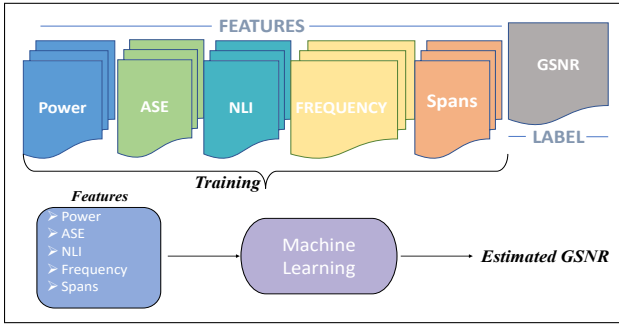 FEATURES
Power
ASE
NLI
FREQUENCY
Spans
GSNR
LABEL
Training
Features
➢ Power
➢ ASE
➢ NLI
➢ Frequency
➢ Spans
Machine
Learning
Estimated GSNR